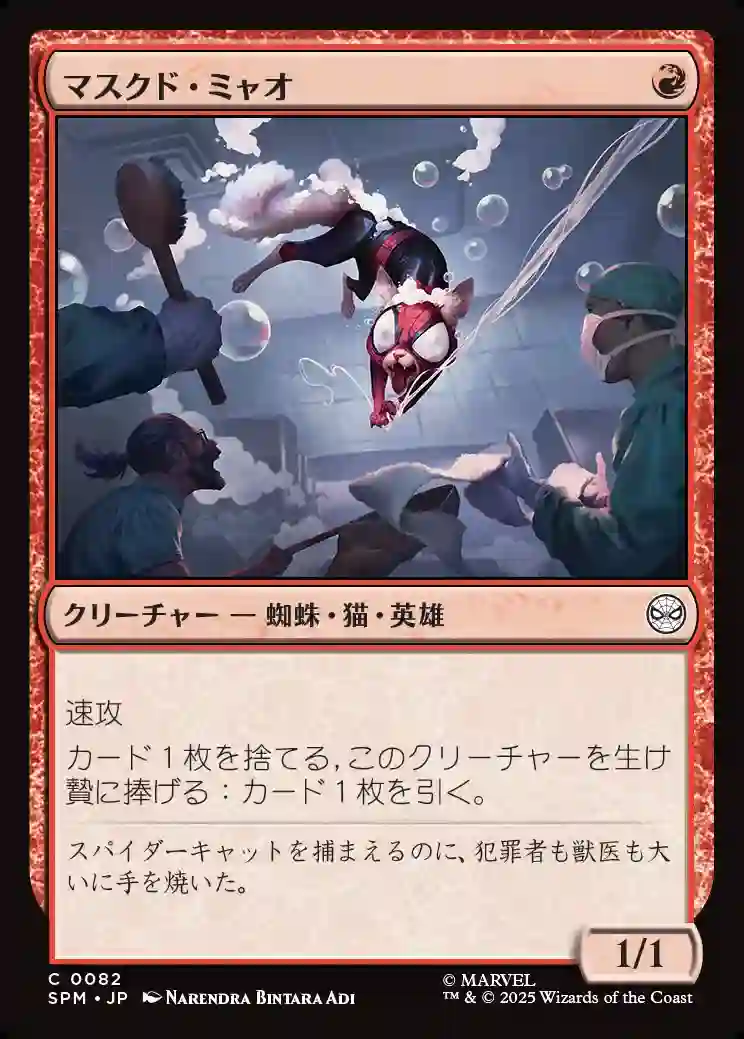 マスクド・ミャオ
クリーチャー — 蜘蛛・猫・英雄
速攻
カード１枚を捨てる，このクリーチャーを生け
贄に捧げる：カード１枚を引く。
スパイダーキャットを捕まえるのに、犯罪者も獣医も大
いに手を焼いた。
1/1
C 0082
SPM • JP NARENDRA BINTARA ADI
© MARVEL
™ & © 2025 Wizards of the Coast